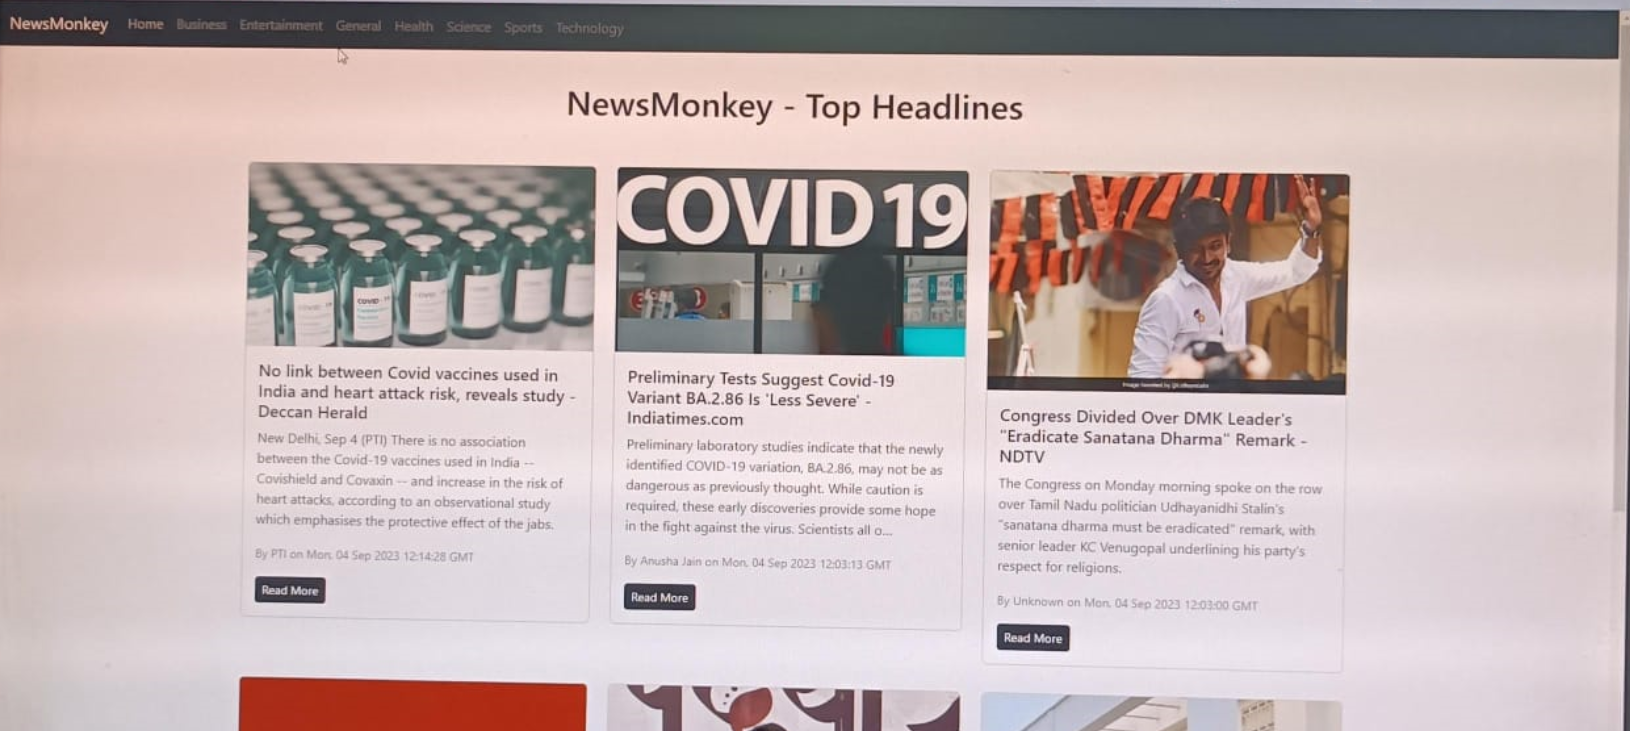 NewsMonkey Home Business Entertainment General Health Science Sports Technology
NewsMonkey - Top Headlines
COVID-19
COVID19
No link between Covid vaccines used in
India and heart attack risk, reveals study -
Deccan Herald
New Delhi, Sep 4 (PTI) There is no association
between the Covid-19 vaccines used in India --
Covishield and Covaxin -- and increase in the risk of
heart attacks, according to an observational study
which emphasises the protective effect of the jabs.
By PTI on Mon, 04 Sep 2023 12:14:28 GMT
Read More
Preliminary Tests Suggest Covid-19
Variant BA.2.86 Is 'Less Severe' -
Indiatimes.com
Preliminary laboratory studies indicate that the newly
identified COVID-19 variation, BA.2.86, may not be as
dangerous as previously thought. While caution is
required, these early discoveries provide some hope
in the fight against the virus. Scientists all o...
By Anusha Jain on Mon, 04 Sep 2023 12:03:13 GMT
Read More
Congress Divided Over DMK Leader's
"Eradicate Sanatana Dharma" Remark -
NDTV
The Congress on Monday morning spoke on the row
over Tamil Nadu politician Udhayanidhi Stalin's
"sanatana dharma must be eradicated" remark, with
senior leader KC Venugopal underlining his party's
respect for religions.
By Unknown on Mon, 04 Sep 2023 12:03:00 GMT
Read More